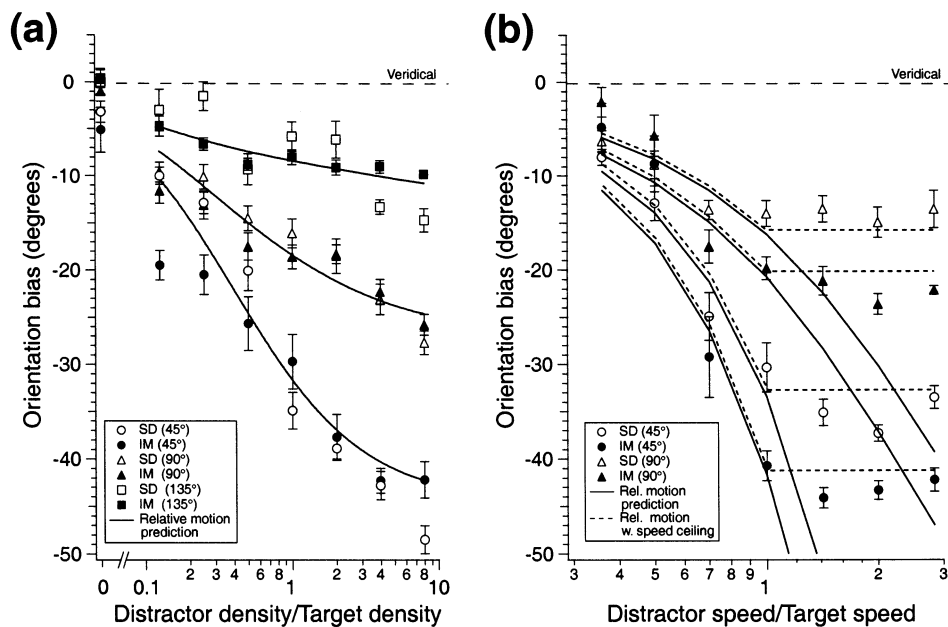 (a)
Orientation bias (degrees)
0
-10
-20
-30
-40
-50
Veridical
SD (45°)
IM (45°)
SD (90°)
IM (90°)
SD (135°)
IM (135°)
Relative motion
prediction
0 0.1 2 4 6 8 1 2 4 6 8 10
Distractor density/Target density
(b)
Orientation bias (degrees)
0
-10
-20
-30
-40
-50
Veridical
SD (45°)
IM (45°)
SD (90°)
IM (90°)
Rel. motion
prediction
Rel. motion
w. speed ceiling
3 4 5 6 7 8 9 1 2 3
Distractor speed/Target speed